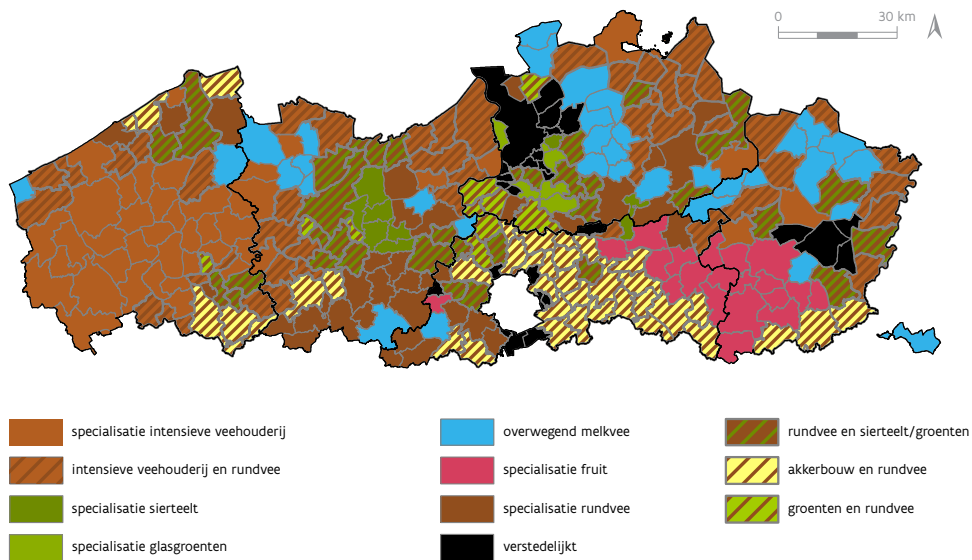 0 30 km
specialisatie intensieve veehouderij
intensieve veehouderij en rundvee
specialisatie sierteelt
specialisatie glasgroenten
overwegend melkvee
specialisatie fruit
specialisatie rundvee
verstedelijkt
rundvee en sierteelt/groenten
akkerbouw en rundvee
groenten en rundvee